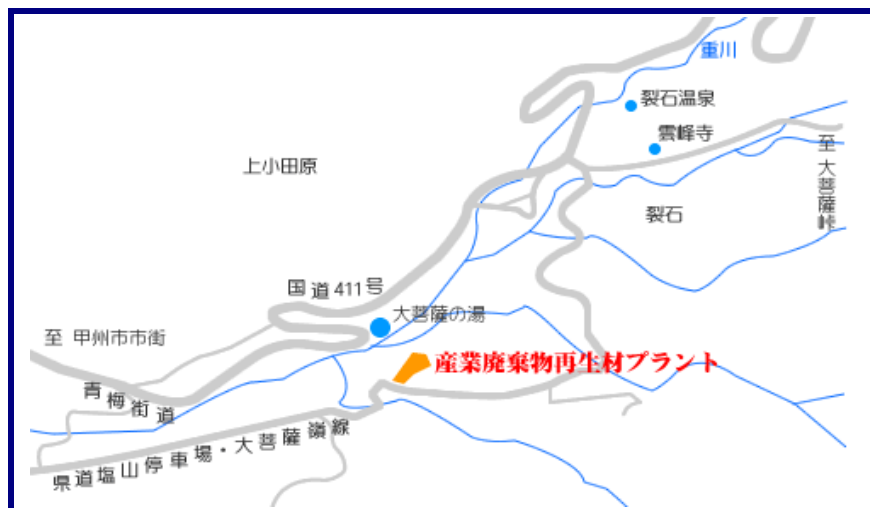 重川
裂石温泉
雲峰寺
至 大菩薩峠
上小田原
裂石
国道411号
大菩薩の湯
至 甲州市市街
産業廃棄物再生材プラント
青梅街道
県道塩山停車場・大菩薩嶺線